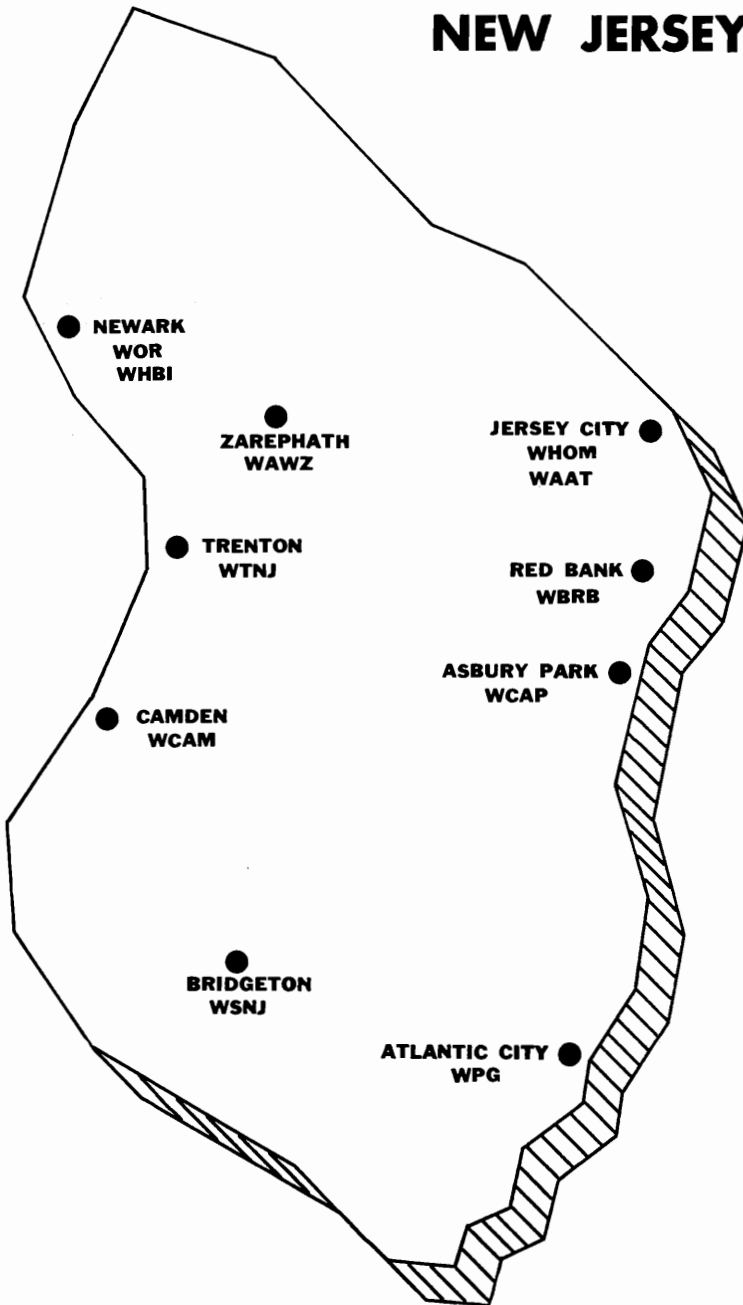 NEW JERSEY
NEWARK
WOR
WHBI
ZAREPHATH
WAWZ
JERSEY CITY
WHOM
WAAT
TRENTON
WTNJ
RED BANK
WBRB
ASBURY PARK
WCAP
CAMDEN
WCAM
BRIDGETON
WSNJ
ATLANTIC CITY
WPG